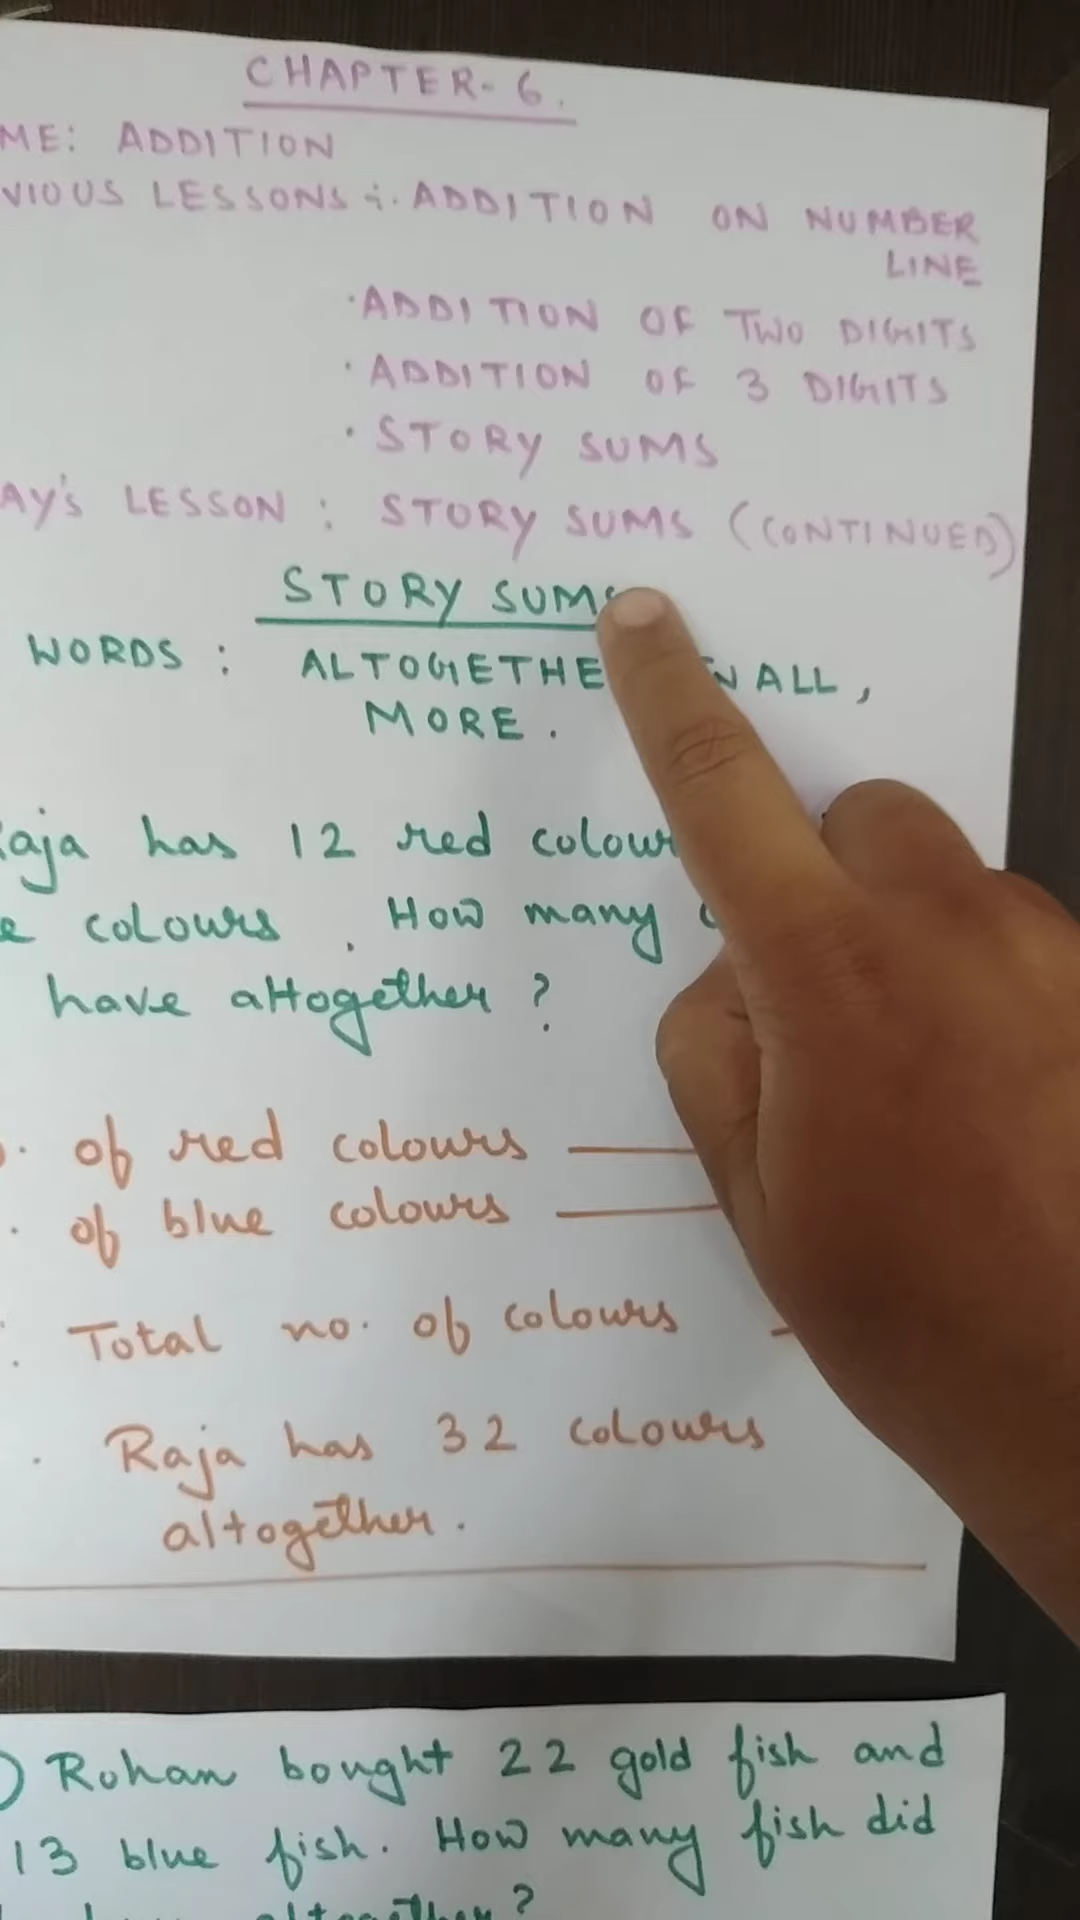 CHAPTER-6.
ME: ADDITION
VIOUS LESSONS :. ADDITION ON NUMBER
LINE
· ADDITION OF TWO DIGITS
· ADDITION OF 3 DIGITS
· STORY SUMS
AY'S LESSON : STORY SUMS (CONTINUED)
STORY SUMS
WORDS : ALTOGETHE N ALL,
MORE.
aja has 12 red colour
e colours . How many
have altogether ?
. of red colours —
. of blue colours —
: Total no. of colours -
. Raja has 32 colours
altogether.
) Rohan bought 22 gold fish and
13 blue fish. How many fish did
altogether?